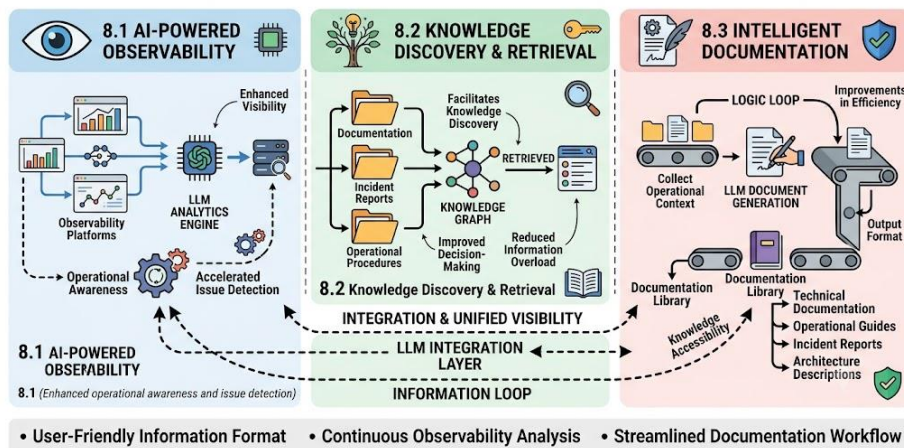 8.1 AI-POWERED
OBSERVABILITY
Enhanced
Visibility
LLM
ANALYTICS
ENGINE
Observability
Platforms
Operational
Awareness
Accelerated
Issue Detection
8.1 AI-POWERED
OBSERVABILITY
8.1 (Enhanced operational awareness and issue detection)
8.2 KNOWLEDGE
DISCOVERY & RETRIEVAL
Documentation
Incident
Reports
Operational
Procedures
Facilitates
Knowledge
Discovery
RETRIEVED
KNOWLEDGE
GRAPH
Improved
Decision-
Making
Reduced
Information
Overload
8.2 Knowledge Discovery & Retrieval
INTEGRATION & UNIFIED VISIBILITY
LLM INTEGRATION
LAYER
INFORMATION LOOP
8.3 INTELLIGENT
DOCUMENTATION
Improvements
in Efficiency
LOGIC LOOP
Collect
Operational
Context
LLM DOCUMENT
GENERATION
Output
Format
Documentation
Library
Documentation
Library
Knowledge
Accessibility
Technical
Documentation
Operational Guides
Incident Reports
Architecture
Descriptions
• User-Friendly Information Format • Continuous Observability Analysis • Streamlined Documentation Workflow